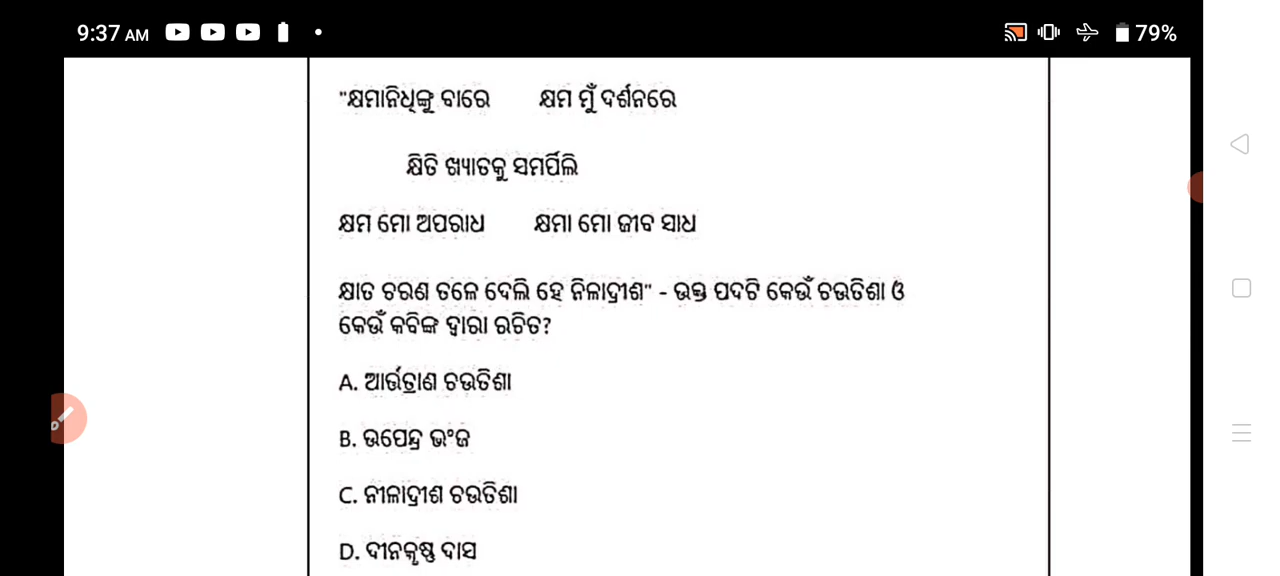 9:37 AM
79%
"କ୍ଷମାନିଧିଙ୍କୁ ବାରେ କ୍ଷମ ମୁଁ ଦର୍ଶନରେ
କ୍ଷିତି ଖ୍ୟାତକୁ ସମର୍ପିଲି
କ୍ଷମ ମୋ ଅପରାଧ କ୍ଷମା ମୋ ଜୀବ ସାଧ
କ୍ଷାତ ଚରଣ ତଳେ ଦେଲି ହେ ନିଳାଦ୍ରୀଶ" - ଉକ୍ତ ପଦଟି କେଉଁ ଚଉତିଶା ଓ
କେଉଁ କବିଙ୍କ ଦ୍ୱାରା ରଚିତ?
A. ଆର୍ତ୍ତତ୍ରାଣ ଚଉତିଶା
B. ଉପେନ୍ଦ୍ର ଭଂଜ
C. ନୀଳାଦ୍ରୀଶ ଚଉତିଶା
D. ଦୀନକୃଷ୍ଣ ଦାସ